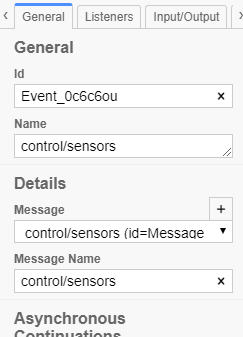 General Listeners Input/Output
General
Id
Event_0c6c6ou
Name
control/sensors
Details
Message
control/sensors (id=Message
Message Name
control/sensors
Asynchronous
Continuations